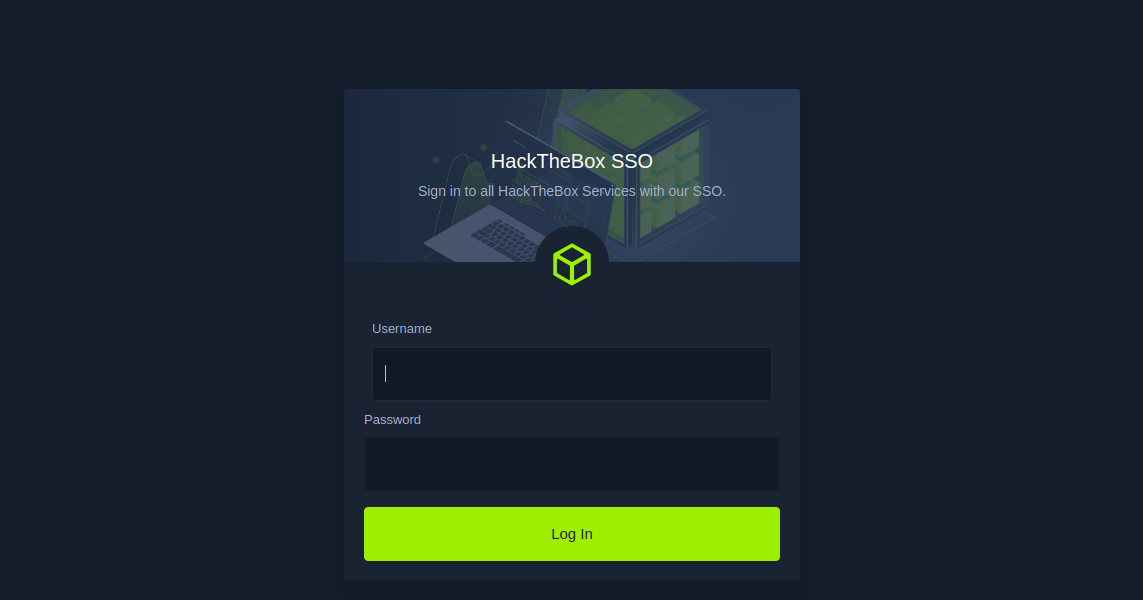 HackTheBox SSO
Sign in to all HackTheBox Services with our SSO.
Username
Password
Log In